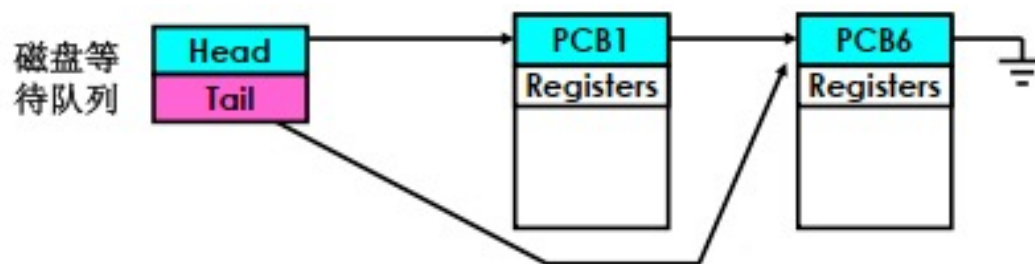 磁盘等
待队列
Head
Tail
PCB1
Registers
PCB6
Registers